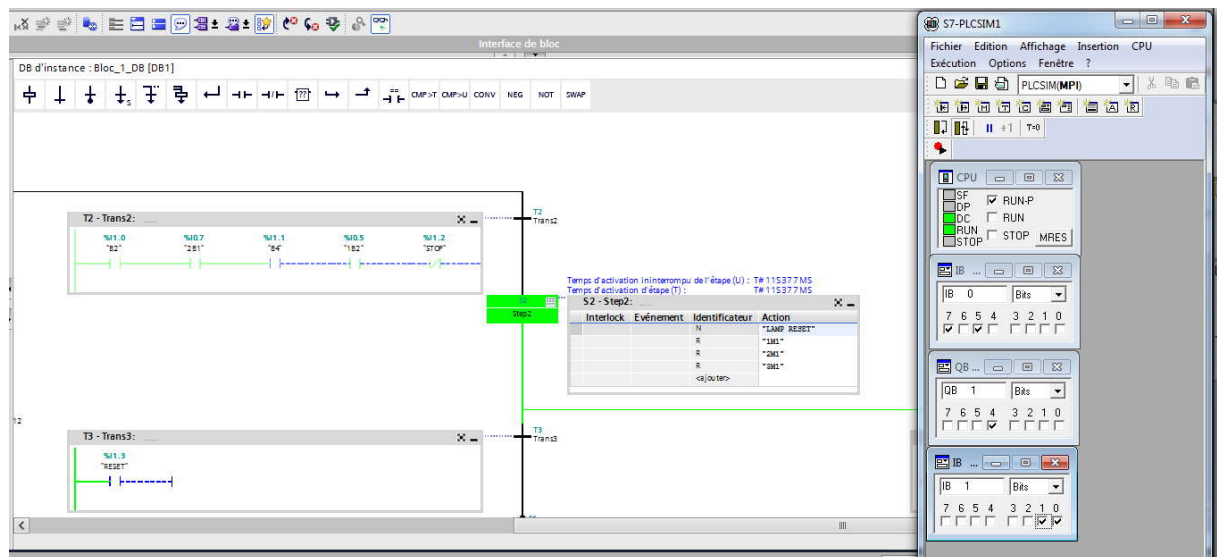 Interface de bloc
DB d'instance : Bloc_1_DB [DB1]
?? CMP>T CMP>U CONV NEG NOT SWAP
T2
Trans2
T2 - Trans2: .....
%I1.0 %I0.7 %I1.1 %I0.5 %I1.2
"B2" "2B1" "B4" "1B2" "STOP"
Temps d'activation ininterrompu de l'étape (U) : T#115377MS
Temps d'activation d'étape (T) : T#115377MS
S2
Step2
S2 - Step2: .....
Interlock Evénement Identificateur Action
N "LAMP RESET"
R "1M1"
R "2M1"
R "3M1"
<ajouter>
12
T3 - Trans3: .....
T3
Trans3
%I1.3
"RESET"
S7-PLCSIM1
Fichier Edition Affichage Insertion CPU
Exécution Options Fenêtre ?
PLCSIM(MPI)
+1 T=0
CPU
SF
DP
DC
RUN
STOP
RUN-P
RUN
STOP MRES
IB ...
IB 0 Bits
7 6 5 4 3 2 1 0
QB ...
QB 1 Bits
7 6 5 4 3 2 1 0
IB ...
IB 1 Bits
7 6 5 4 3 2 1 0